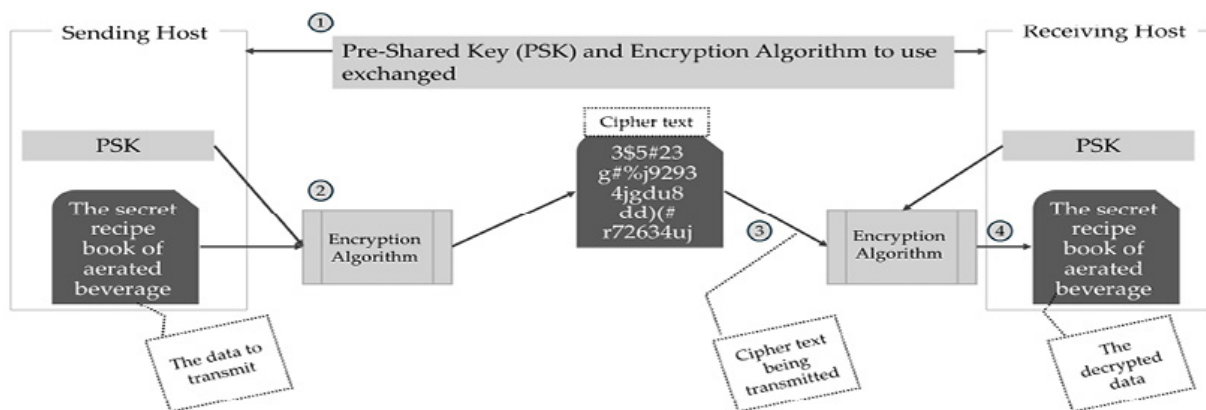 ①
Sending Host
Receiving Host
Pre-Shared Key (PSK) and Encryption Algorithm to use
exchanged
PSK
The secret
recipe
book of
aerated
beverage
②
Encryption
Algorithm
Cipher text
3$5#23
g#%j9293
4jgdu8
dd)(#
r72634uj
③
PSK
Encryption
Algorithm
④
The secret
recipe
book of
aerated
beverage
The data to
transmit
Cipher text
being
transmitted
The
decrypted
data